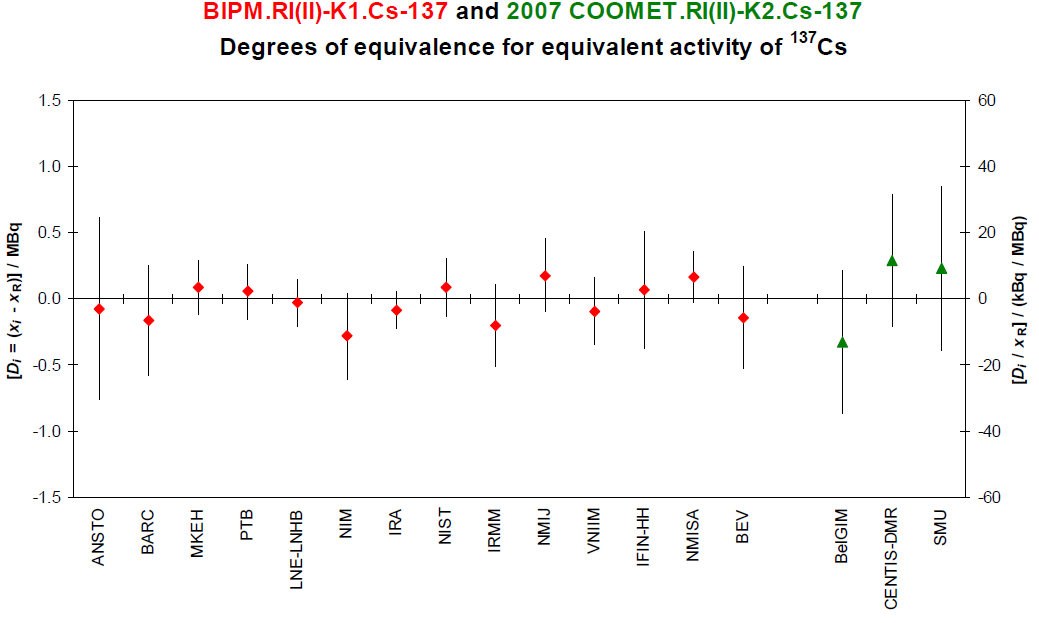 BIPM.RI(II)-K1.Cs-137 and 2007 COOMET.RI(II)-K2.Cs-137
Degrees of equivalence for equivalent activity of ¹³⁷Cs
[Di = (xi - xR)] / MBq
1.5
1.0
0.5
0.0
-0.5
-1.0
-1.5
60
40
20
0
-20
-40
-60
[Di / xR] / (kBq / MBq)
ANSTO
BARC
MKEH
PTB
LNE-LNHB
NIM
IRA
NIST
IRMM
NMIJ
VNIIM
IFIN-HH
NMISA
BEV
BelGIM
CENTIS-DMR
SMU